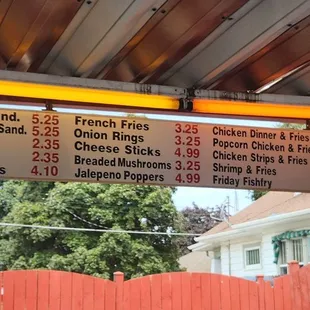 nd. 5.25 French Fries 3.25 Chicken Dinner & Fries
Sand. 5.25 Onion Rings 3.25 Popcorn Chicken & Frie
2.35 Cheese Sticks 4.99 Chicken Strips & Fries
2.35 Breaded Mushrooms 3.25 Shrimp & Fries
4.10 Jalepeno Poppers 4.99 Friday Fishfry